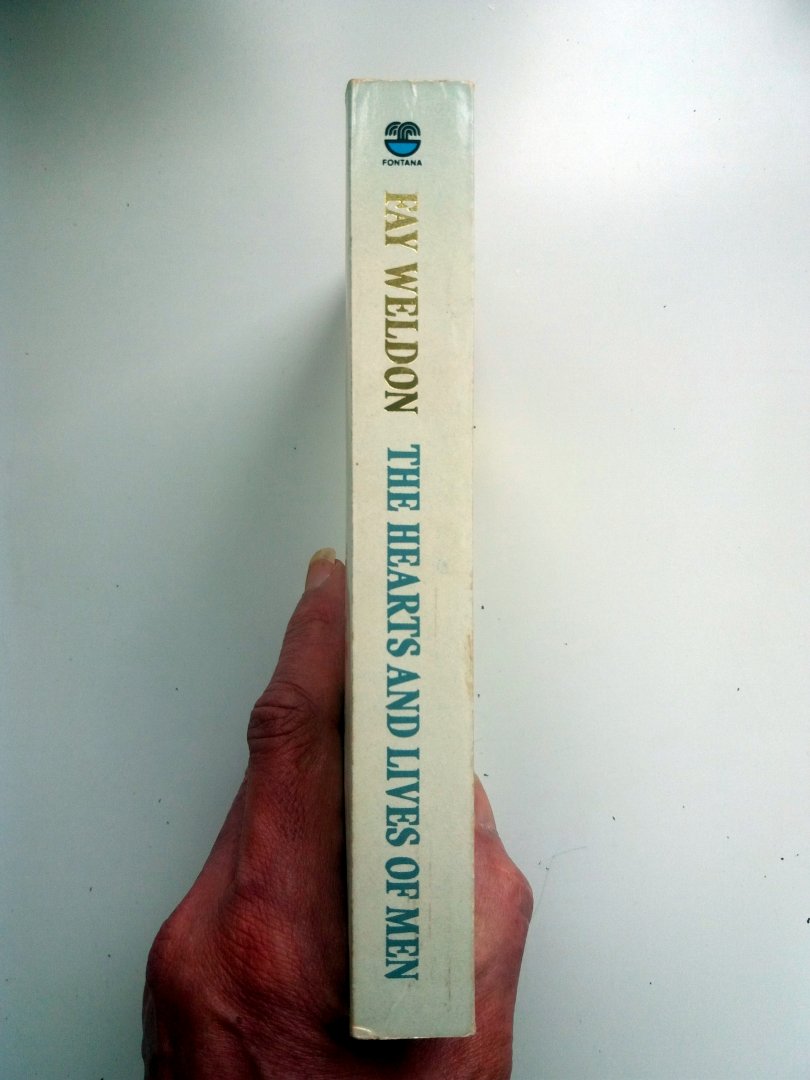 FONTANA
FAY WELDON THE HEARTS AND LIVES OF MEN